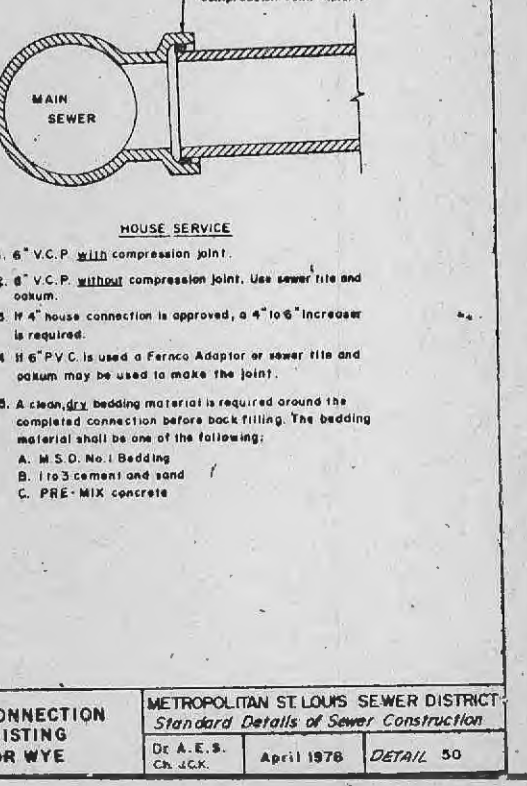 MAIN
SEWER
HOUSE SERVICE
6" V.C.P. with compression joint.
6" V.C.P. without compression joint. Use sewer tite and
oakum.
3 If 4" house connection is approved, a 4" to 6" increaser
is required.
4 If 6" P.V.C. is used a Fernco Adaptor or sewer tite and
oakum may be used to make the joint.
5. A clean, dry bedding material is required around the
completed connection before back filling. The bedding
material shall be one of the following:
A. M.S.D. No.1 Bedding
B. 1 to 3 cement and sand
C. PRE-MIX concrete
ONNECTION
ISTING
OR WYE
METROPOLITAN ST. LOUIS SEWER DISTRICT
Standard Details of Sewer Construction
Dr. A.E.S.
Ch. J.G.K.
April 1978
DETAIL 50